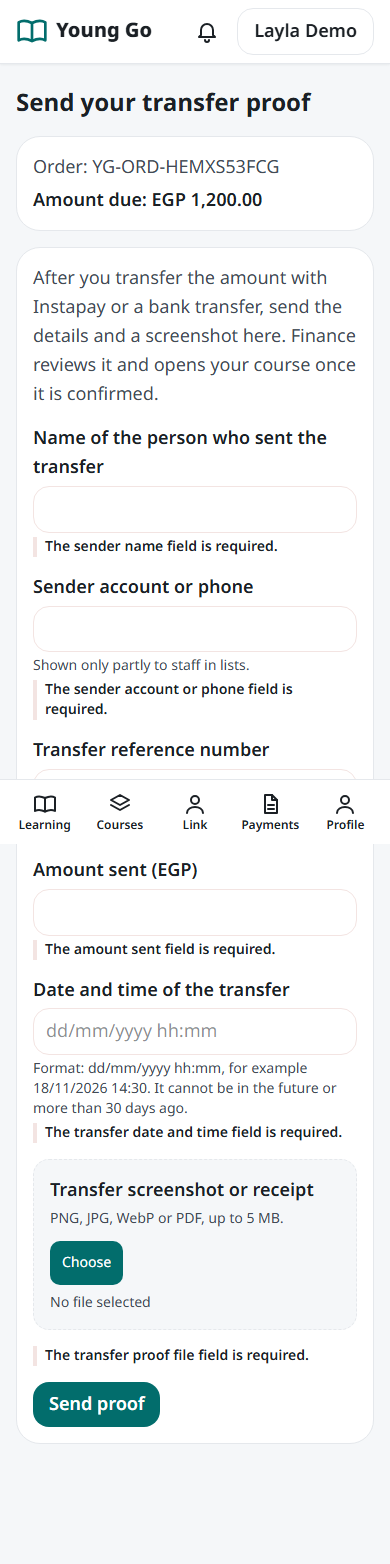 Young Go
Layla Demo
Send your transfer proof
Order: YG-ORD-HEMXS53FCG
Amount due: EGP 1,200.00
After you transfer the amount with
Instapay or a bank transfer, send the
details and a screenshot here. Finance
reviews it and opens your course once
it is confirmed.
Name of the person who sent the
transfer
The sender name field is required.
Sender account or phone
Shown only partly to staff in lists.
The sender account or phone field is
required.
Transfer reference number
Learning
Courses
Link
Payments
Profile
Amount sent (EGP)
The amount sent field is required.
Date and time of the transfer
dd/mm/yyyy hh:mm
Format: dd/mm/yyyy hh:mm, for example
18/11/2026 14:30. It cannot be in the future or
more than 30 days ago.
The transfer date and time field is required.
Transfer screenshot or receipt
PNG, JPG, WebP or PDF, up to 5 MB.
Choose
No file selected
The transfer proof file field is required.
Send proof